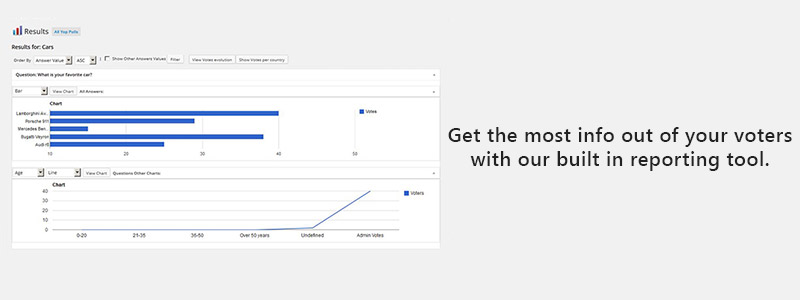 Results All Top Polls
Results for: Cars
Order By Answer Value ASC | Show Other Answers Values Filter View Votes evolution Show Votes per country
Question: What is your favorite car?
Bar View Chart All Answers:
Chart
Lamborghini Av...
Porsche 911
Mercedes Ben...
Bugatti Veyron
Audi r8
Votes
10 20 30 40 50
Age Line View Chart Questions Other Charts:
Chart
40
30
20
10
0
Voters
0-20 21-35 36-50 Over 50 years Undefined Admin Votes
Get the most info out of your voters
with our built in reporting tool.